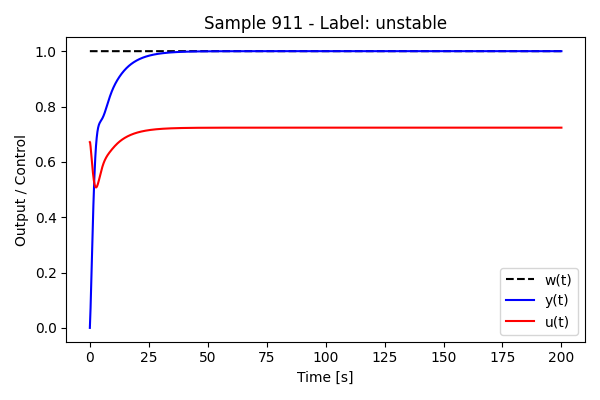 Sample 911 - Label: unstable
Output / Control
1.0
0.8
0.6
0.4
0.2
0.0
w(t)
y(t)
u(t)
0 25 50 75 100 125 150 175 200
Time [s]